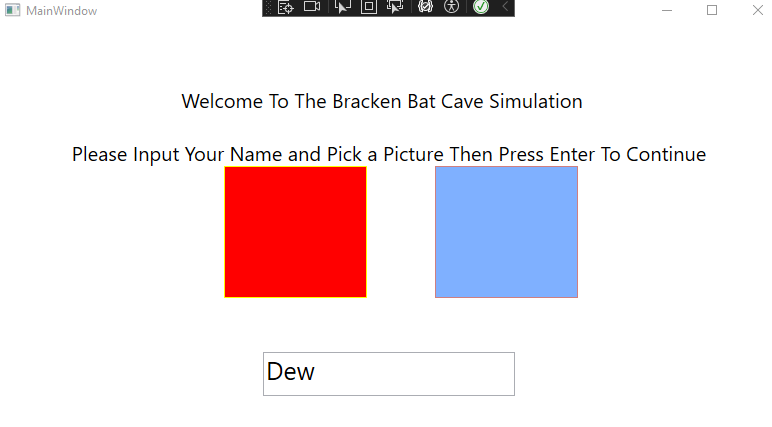 MainWindow
Welcome To The Bracken Bat Cave Simulation
Please Input Your Name and Pick a Picture Then Press Enter To Continue
Dew